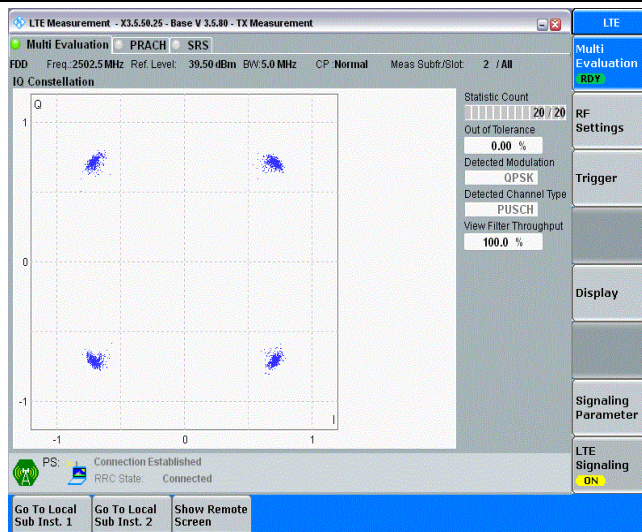 LTE Measurement - X3.5.50.25 - Base V 3.5.80 - TX Measurement
LTE
Multi Evaluation PRACH SRS
Multi
Evaluation
RDY
FDD Freq.:2502.5 MHz Ref. Level: 39.50 dBm BW:5.0 MHz CP :Normal Meas Subfr./Slot: 2 / All
IQ Constellation
Statistic Count
20 / 20
Out of Tolerance
0.00 %
Detected Modulation
QPSK
Detected Channel Type
PUSCH
View Filter Throughput
100.0 %
RF
Settings
Trigger
Display
Signaling
Parameter
LTE
Signaling
ON
Q
1
0
-1
I
-1 0 1
PS: Connection Established
RRC State: Connected
Go To Local
Sub Inst. 1
Go To Local
Sub Inst. 2
Show Remote
Screen